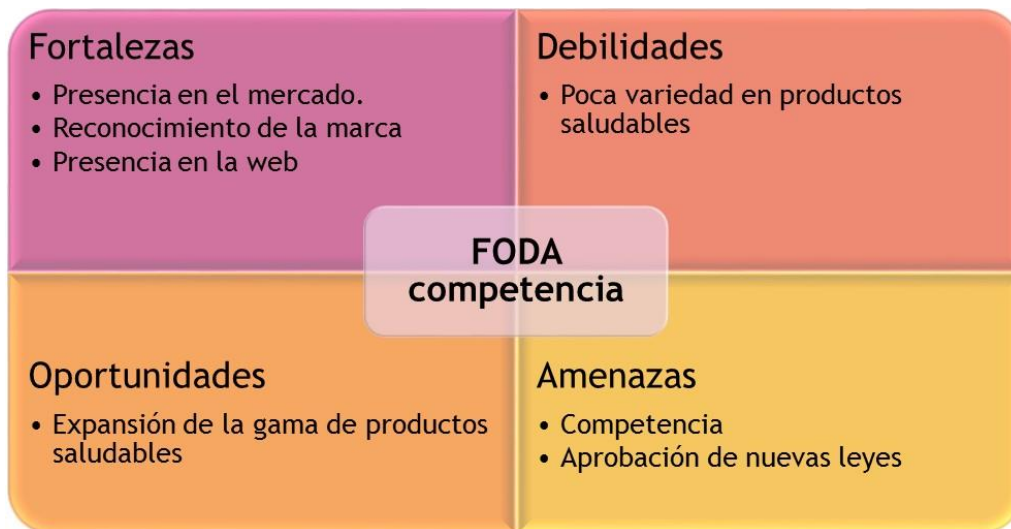 Fortalezas
• Presencia en el mercado.
• Reconocimiento de la marca
• Presencia en la web
Debilidades
• Poca variedad en productos
saludables
FODA
competencia
Oportunidades
• Expansión de la gama de productos
saludables
Amenazas
• Competencia
• Aprobación de nuevas leyes